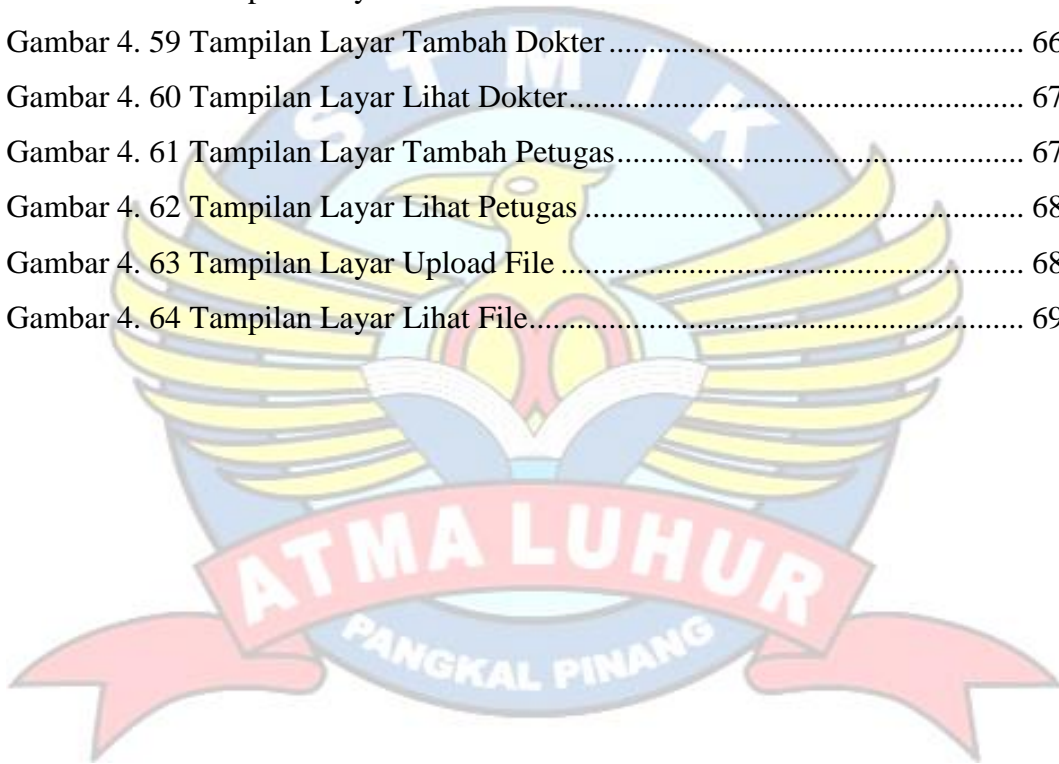 Gambar 4. 59 Tampilan Layar Tambah Dokter ........................................................ 66
Gambar 4. 60 Tampilan Layar Lihat Dokter ............................................................. 67
Gambar 4. 61 Tampilan Layar Tambah Petugas ....................................................... 67
Gambar 4. 62 Tampilan Layar Lihat Petugas ........................................................... 68
Gambar 4. 63 Tampilan Layar Upload File .............................................................. 68
Gambar 4. 64 Tampilan Layar Lihat File................................................................... 69
STMIK
ATMA LUHUR
PANGKAL PINANG